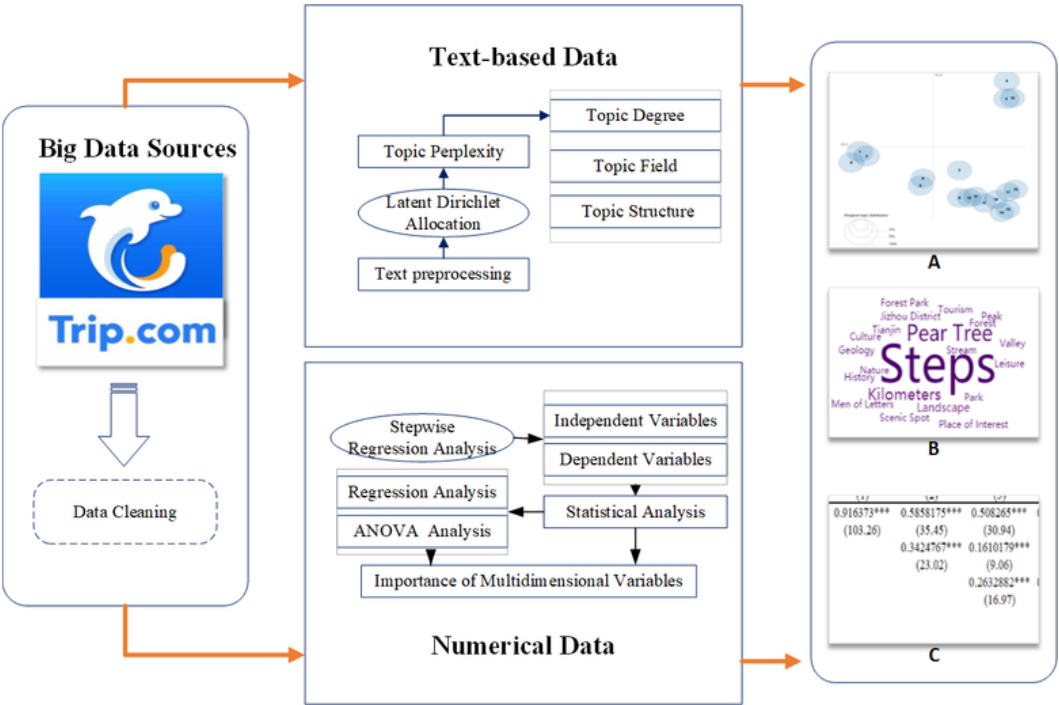 Big Data Sources
Trip.com
Data Cleaning
Text-based Data
Topic Perplexity
Latent Dirichlet
Allocation
Text preprocessing
Topic Degree
Topic Field
Topic Structure
Stepwise
Regression Analysis
Independent Variables
Dependent Variables
Regression Analysis
ANOVA Analysis
Statistical Analysis
Importance of Multidimensional Variables
Numerical Data
A
Forest Park
Tourism
Jizhou District
Peak
Forest
Tianjin
Culture
Pear Tree
Valley
Geology
Stream
Steps
Leisure
Nature
History
Kilometers
Park
Men of Letters
Landscape
Scenic Spot
Place of Interest
B
0.916373*** 0.5858175*** 0.508265***
(103.26) (35.45) (30.94)
0.3424767*** 0.1610179***
(23.02) (9.06)
0.2632882***
(16.97)
C